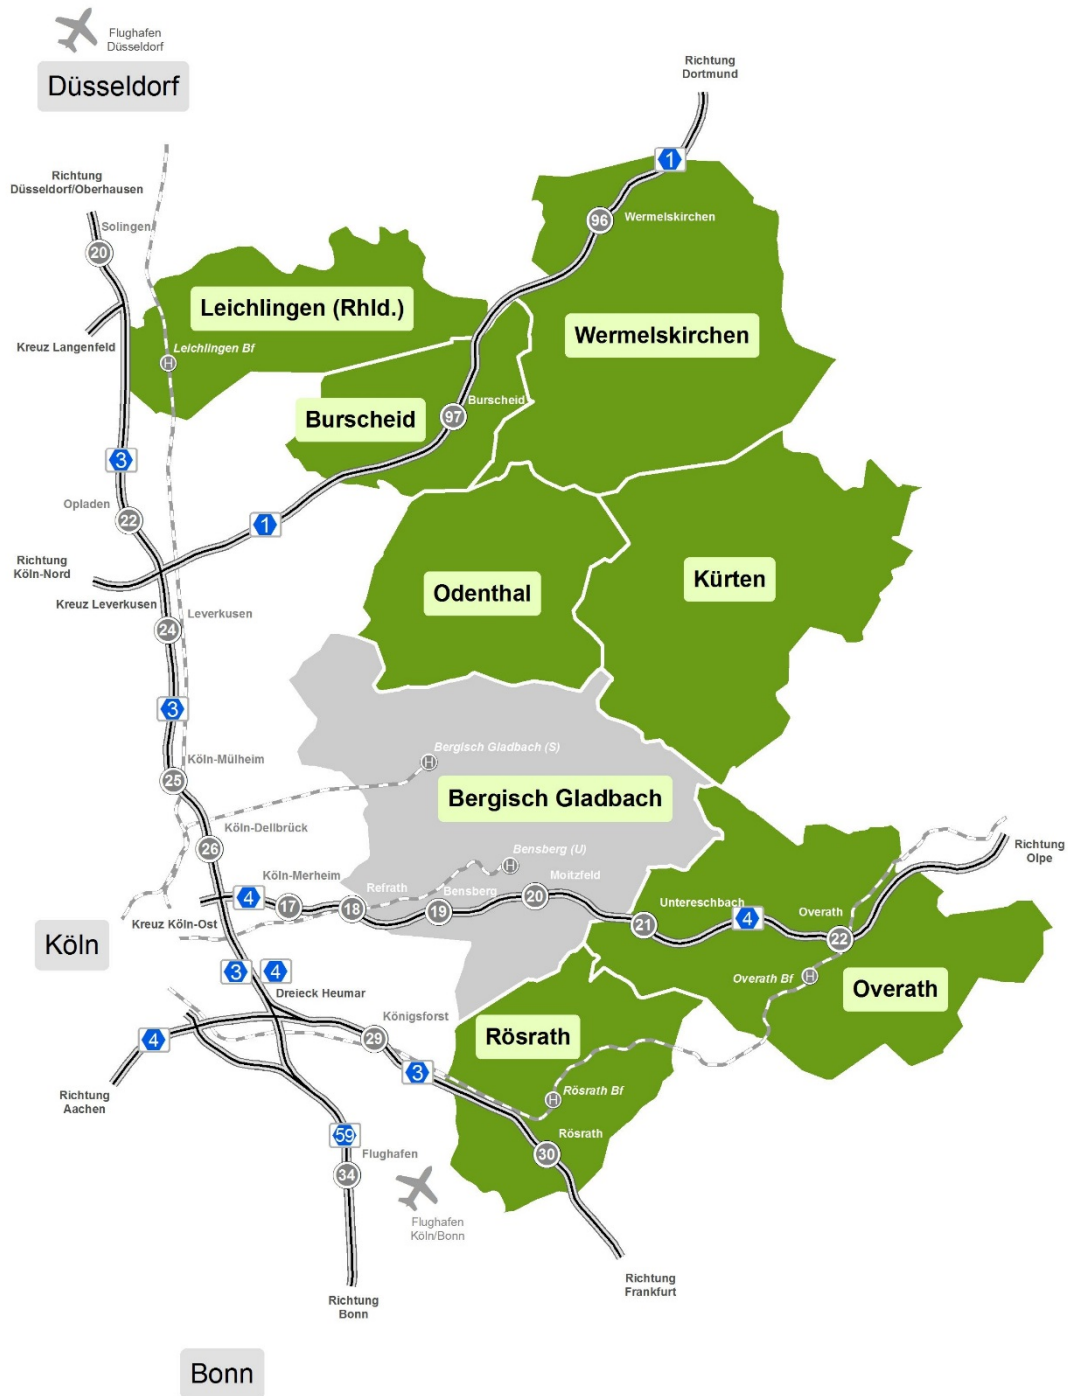 Flughafen
Düsseldorf
Düsseldorf
Richtung
Dortmund
1
Richtung
Düsseldorf/Oberhausen
Solingen
20
96
Wermelskirchen
Leichlingen (Rhld.)
Wermelskirchen
Kreuz Langenfeld
Leichlingen Bf
H
Burscheid
Burscheid
97
3
Opladen
22
1
Richtung
Köln-Nord
Kreuz Leverkusen
Odenthal
Kürten
Leverkusen
24
3
Bergisch Gladbach (S)
H
Köln-Mülheim
25
Bergisch Gladbach
Köln-Dellbrück
26
Richtung
Olpe
Bensberg (U)
H
Köln-Merheim
Refrath
Bensberg
Moitzfeld
4
17
18
19
20
Untereschbach
Overath
21
4
22
Kreuz Köln-Ost
Köln
3
4
Overath Bf
H
Overath
Dreieck Heumar
Königsforst
Rösrath
4
29
3
Richtung
Aachen
Rösrath Bf
H
59
Rösrath
30
Flughafen
34
Flughafen
Köln/Bonn
Richtung
Frankfurt
Richtung
Bonn
Bonn